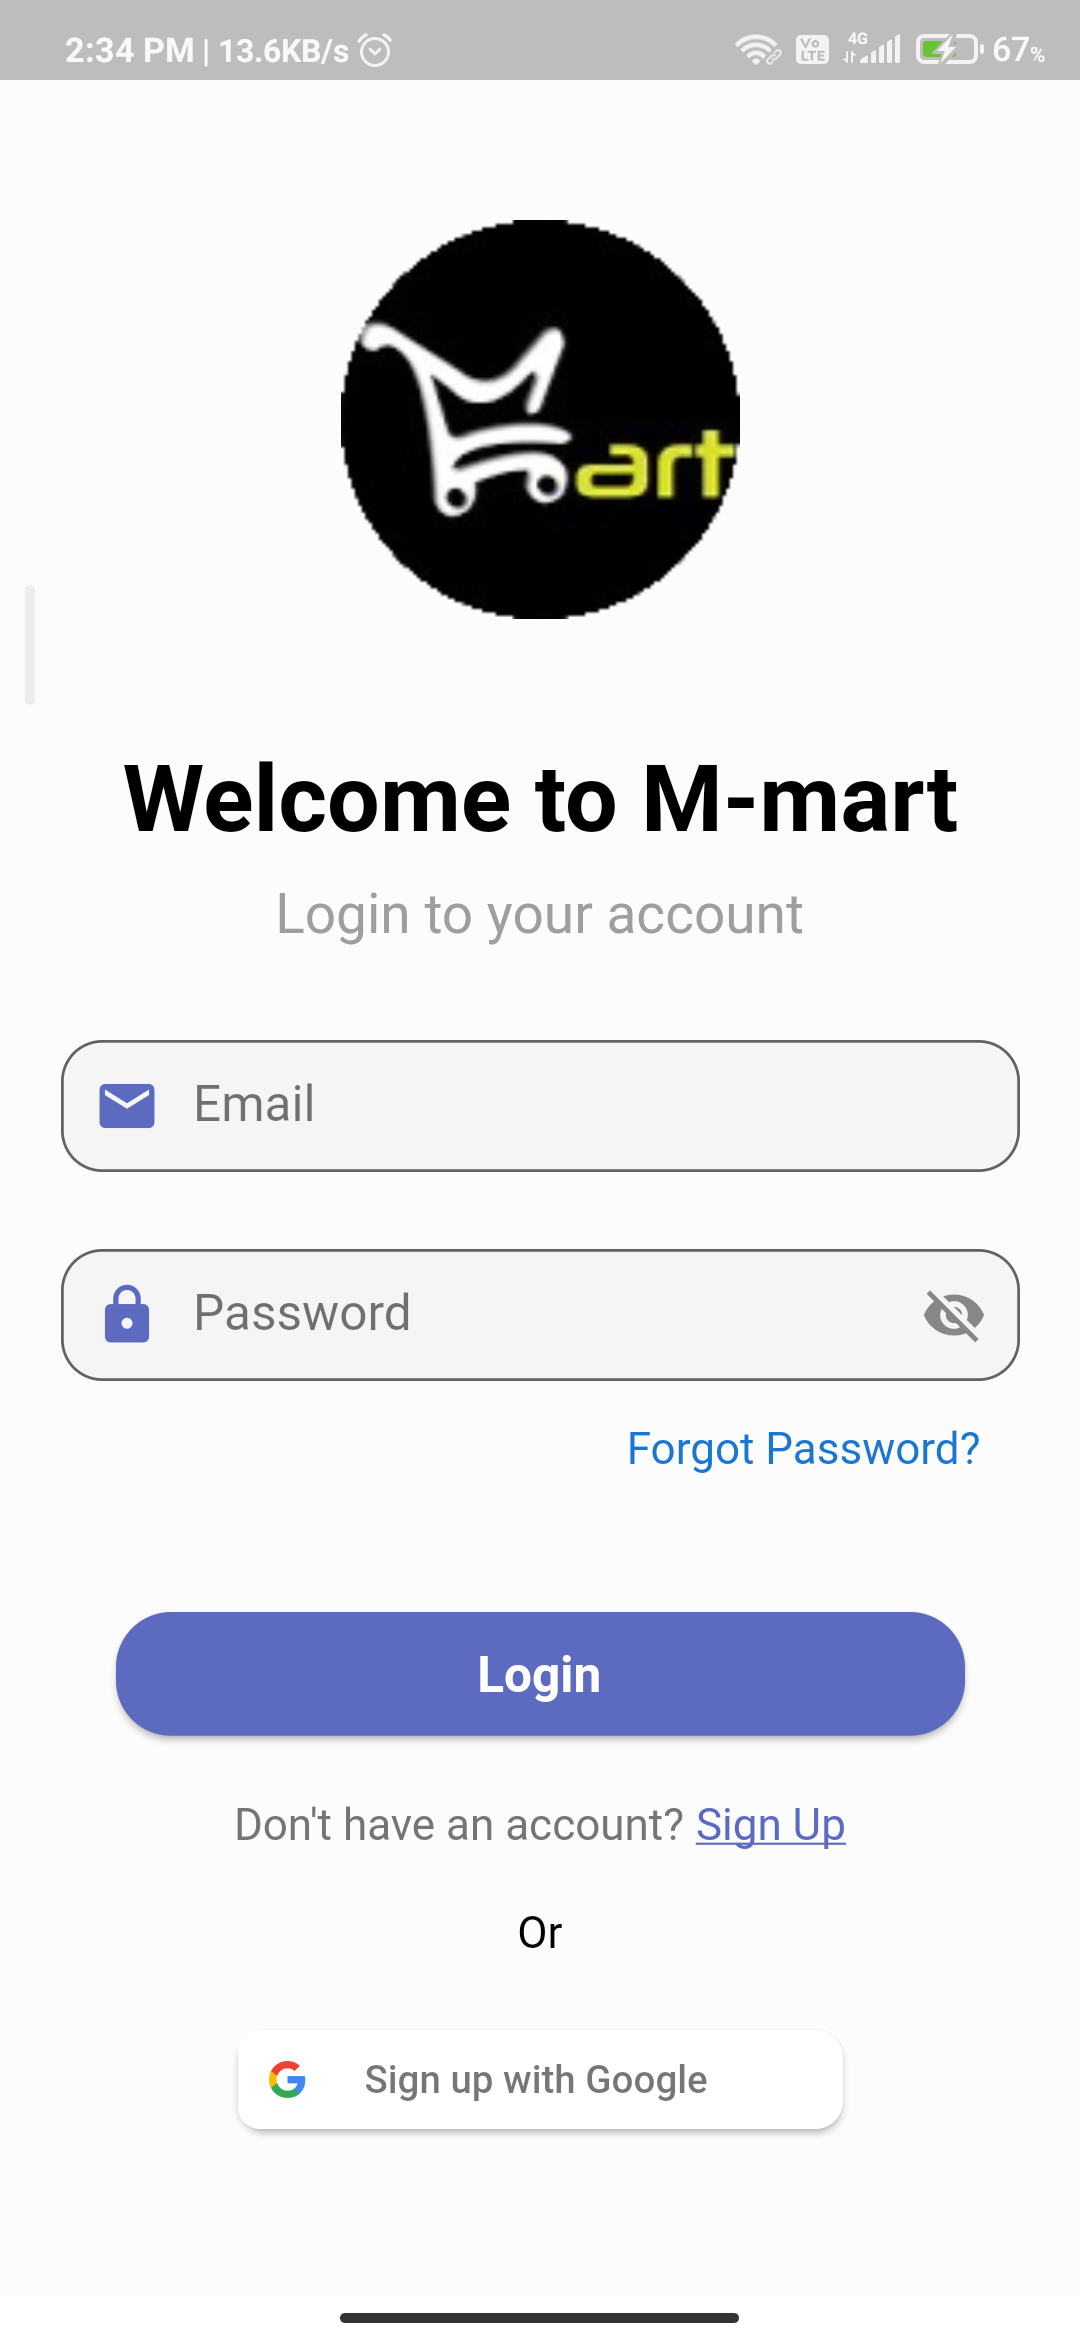 2:34 PM | 13.6KB/s Vo LTE 4G 67%
art
Welcome to M-mart
Login to your account
Email
Password
Forgot Password?
Login
Don't have an account? Sign Up
Or
Sign up with Google